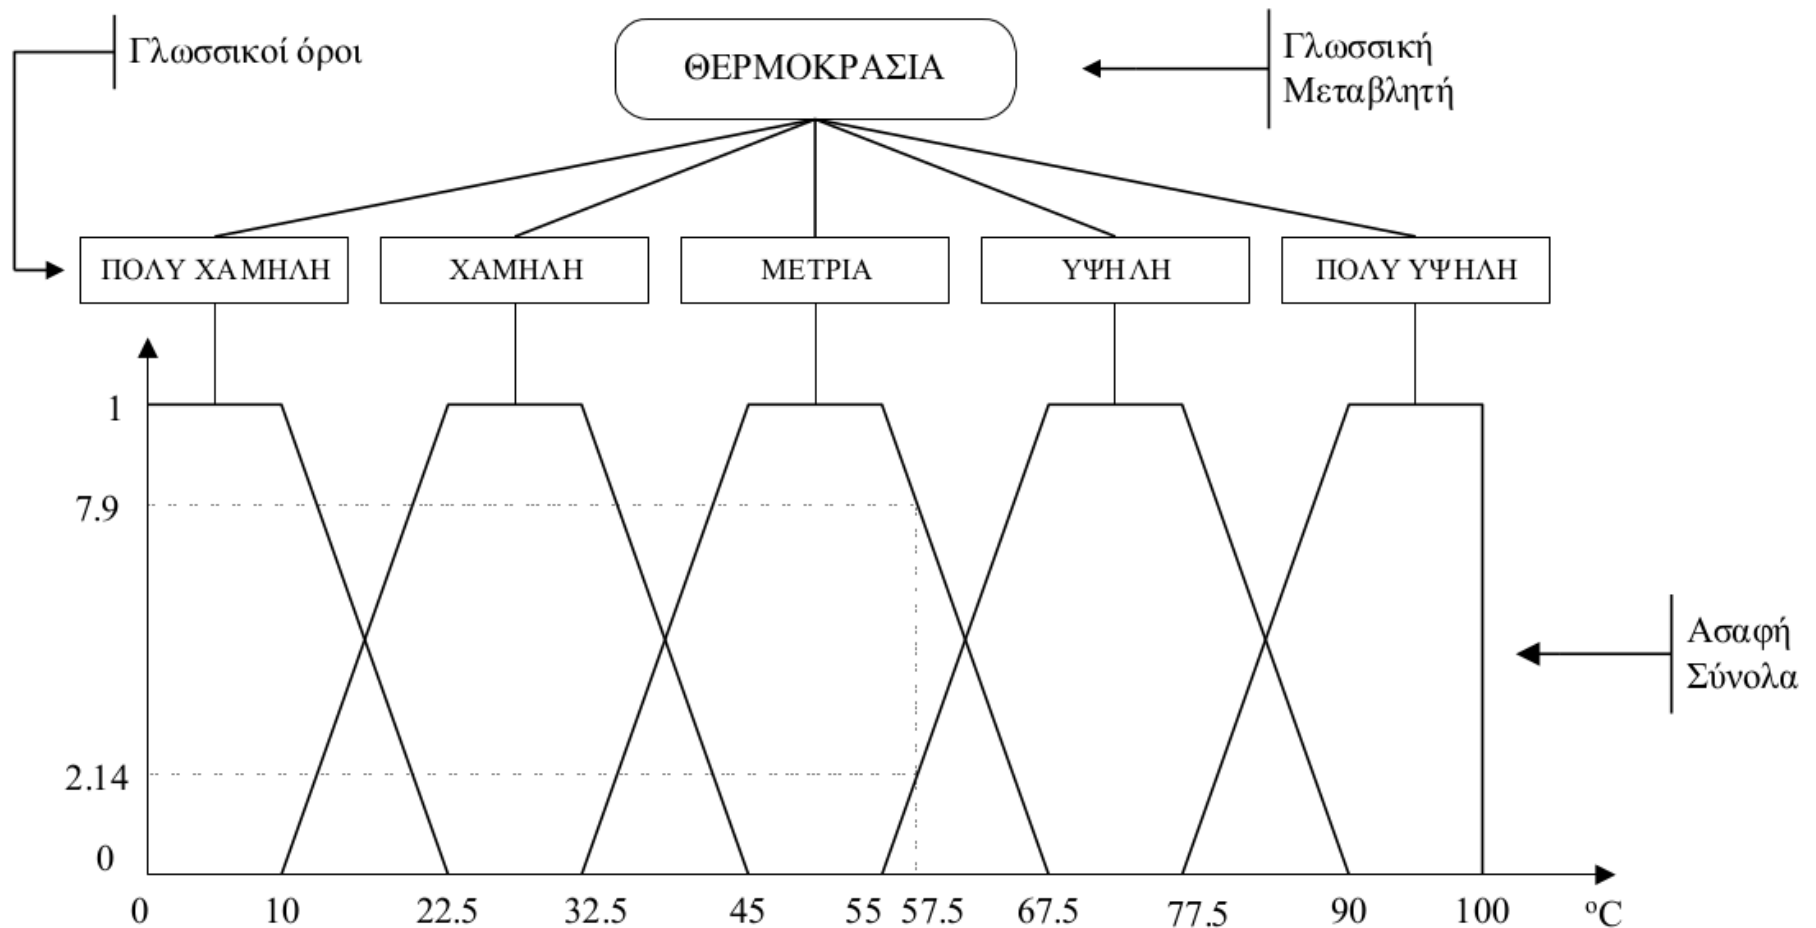 Γλωσσικοί όροι
ΘΕΡΜΟΚΡΑΣΙΑ
Γλωσσική
Μεταβλητή
ΠΟΛΥ ΧΑΜΗΛΗ
ΧΑΜΗΛΗ
ΜΕΤΡΙΑ
ΥΨΗΛΗ
ΠΟΛΥ ΥΨΗΛΗ
1
7.9
2.14
0
Ασαφή
Σύνολα
0 10 22.5 32.5 45 55 57.5 67.5 77.5 90 100 ºC